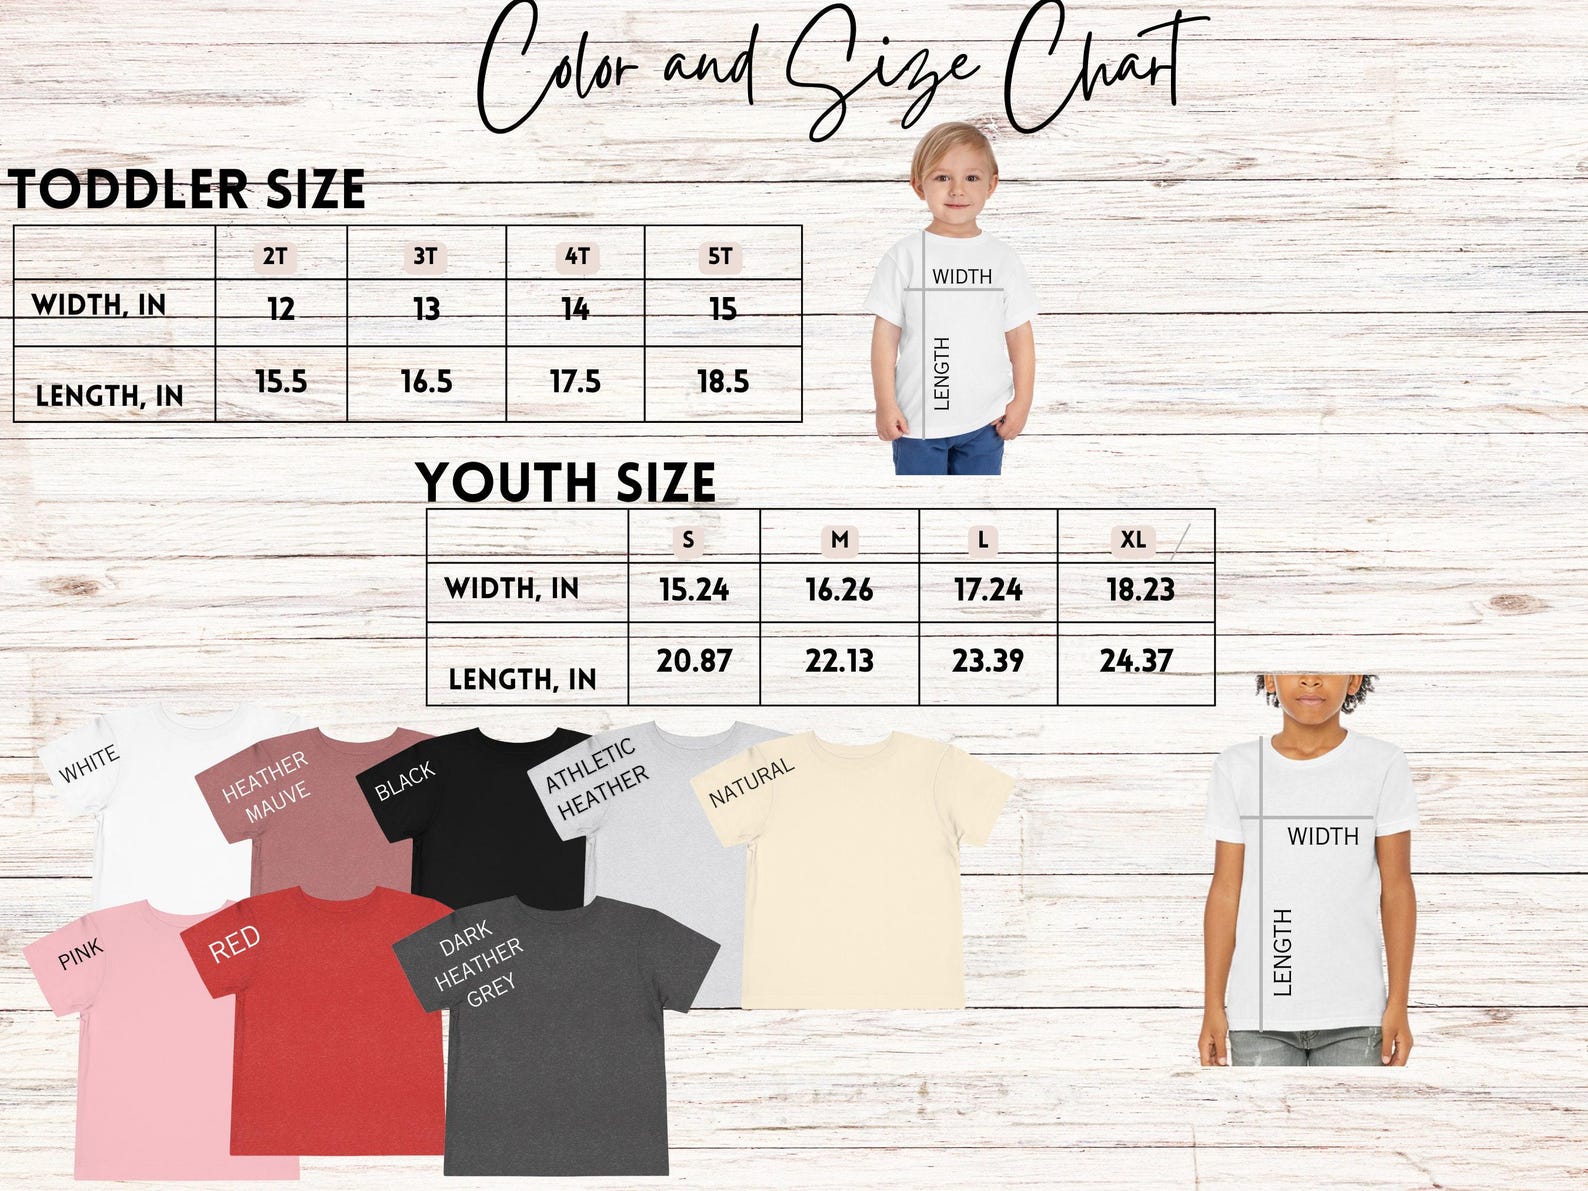 Color and Size Chart
TODDLER SIZE
2T 3T 4T 5T
WIDTH, IN 12 13 14 15
LENGTH, IN 15.5 16.5 17.5 18.5
WIDTH
LENGTH
YOUTH SIZE
S M L XL
WIDTH, IN 15.24 16.26 17.24 18.23
LENGTH, IN 20.87 22.13 23.39 24.37
WHITE
HEATHER
MAUVE
BLACK
ATHLETIC
HEATHER
NATURAL
PINK
RED
DARK
HEATHER
GREY
WIDTH
LENGTH